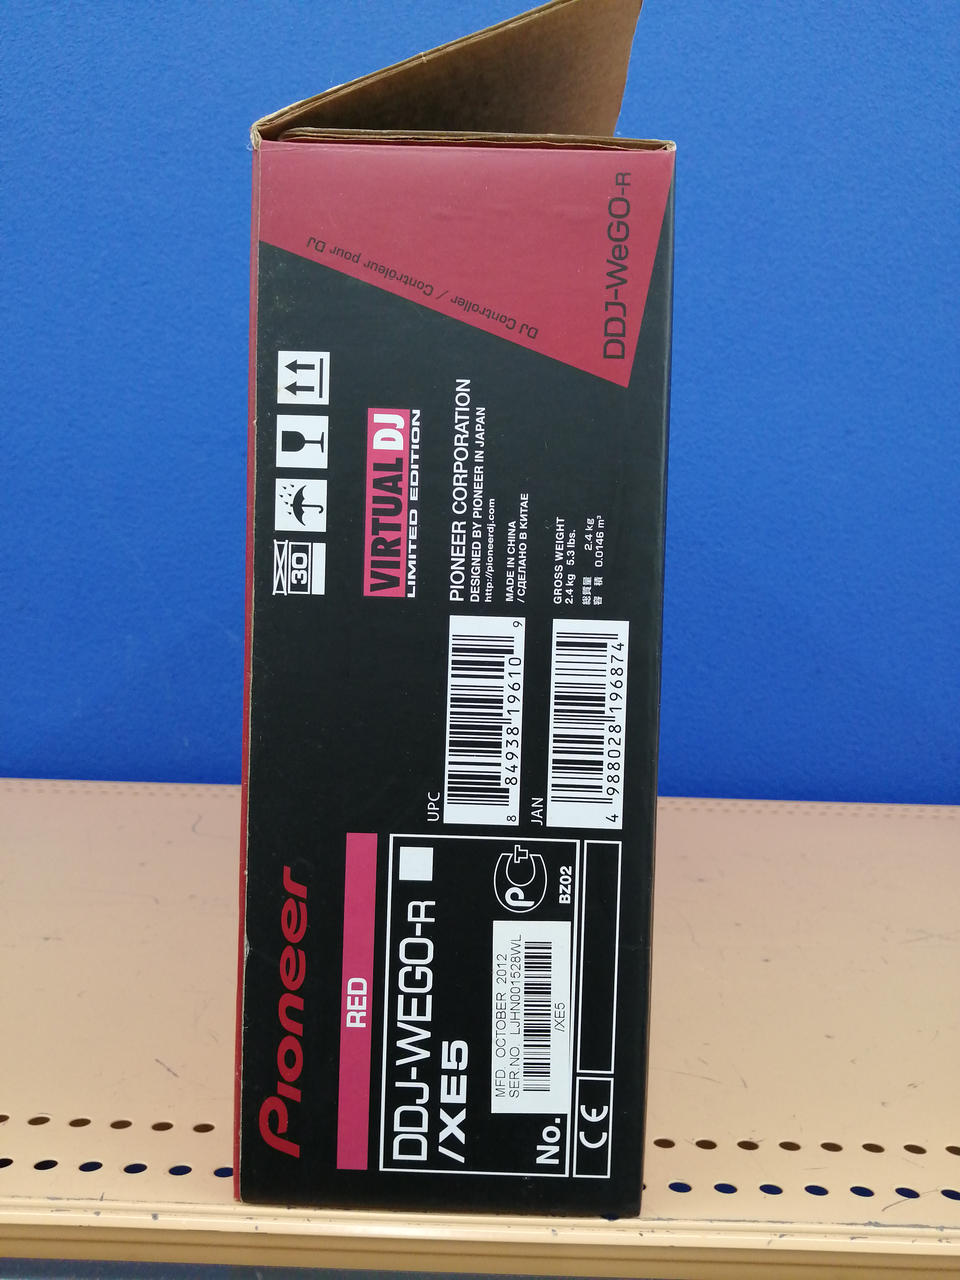 DDJ-WeGO-R
DJ Controller / Contrôleur pour DJ
30
VIRTUAL DJ
LIMITED EDITION
PIONEER CORPORATION
DESIGNED BY PIONEER IN JAPAN
http://pioneerdj.com
MADE IN CHINA
/ СДЕЛАНО В КИТАЕ
GROSS WEIGHT
2.4 kg 5.3 lbs.
総質量 2.4 kg
容積 0.0146 m³
UPC
8 84938 19610 9
JAN
4 988028 196874
Pioneer
RED
DDJ-WEGO-R
/XE5
MFD. OCTOBER 2012
SER.NO. LJHN001528WL
/XE5
No.
РСТ
BZ02
CE